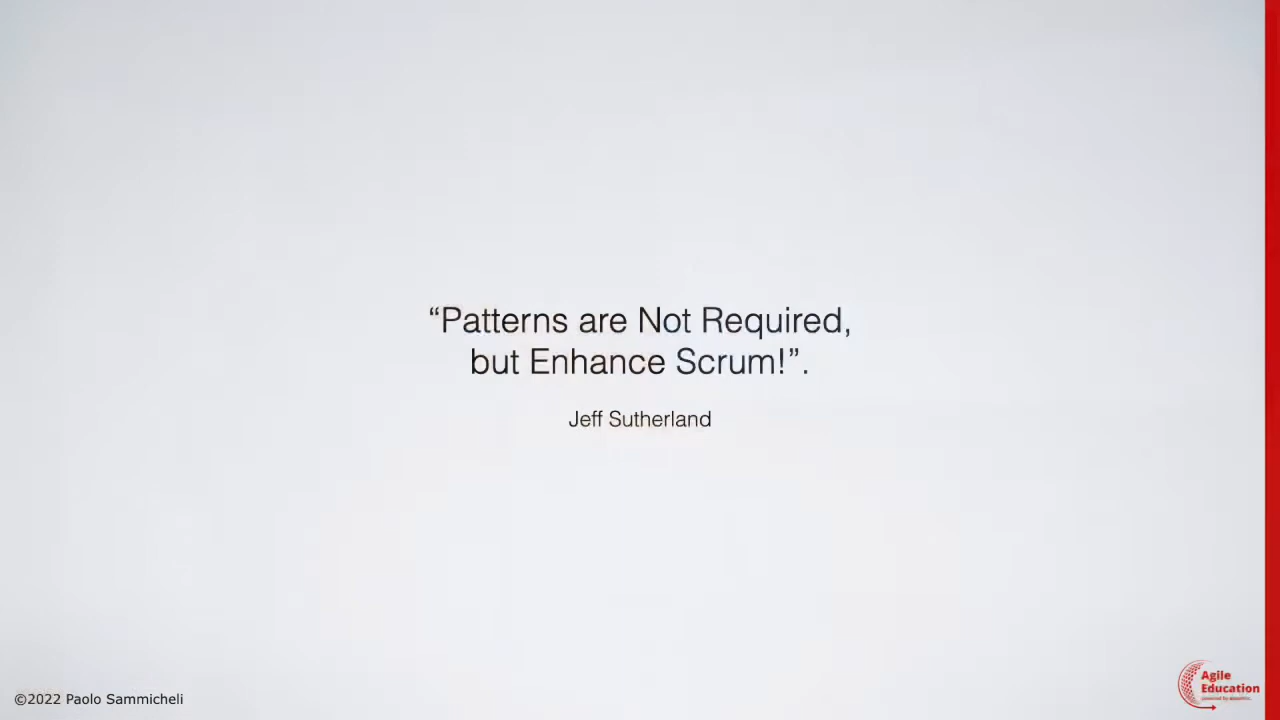 “Patterns are Not Required,
but Enhance Scrum!”.
Jeff Sutherland
©2022 Paolo Sammicheli
Agile
Education